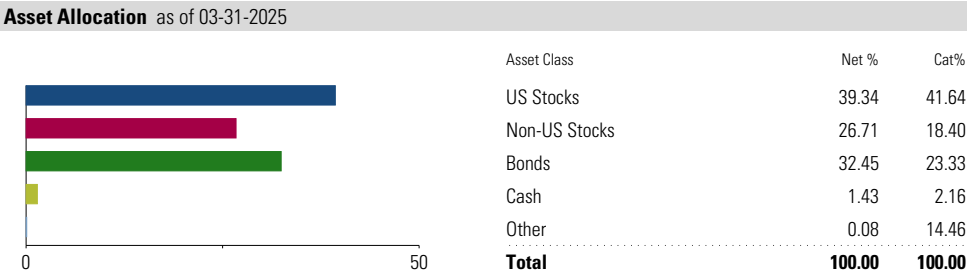 Asset Allocation as of 03-31-2025
Asset Class Net % Cat%
US Stocks 39.34 41.64
Non-US Stocks 26.71 18.40
Bonds 32.45 23.33
Cash 1.43 2.16
Other 0.08 14.46
0 50
Total 100.00 100.00